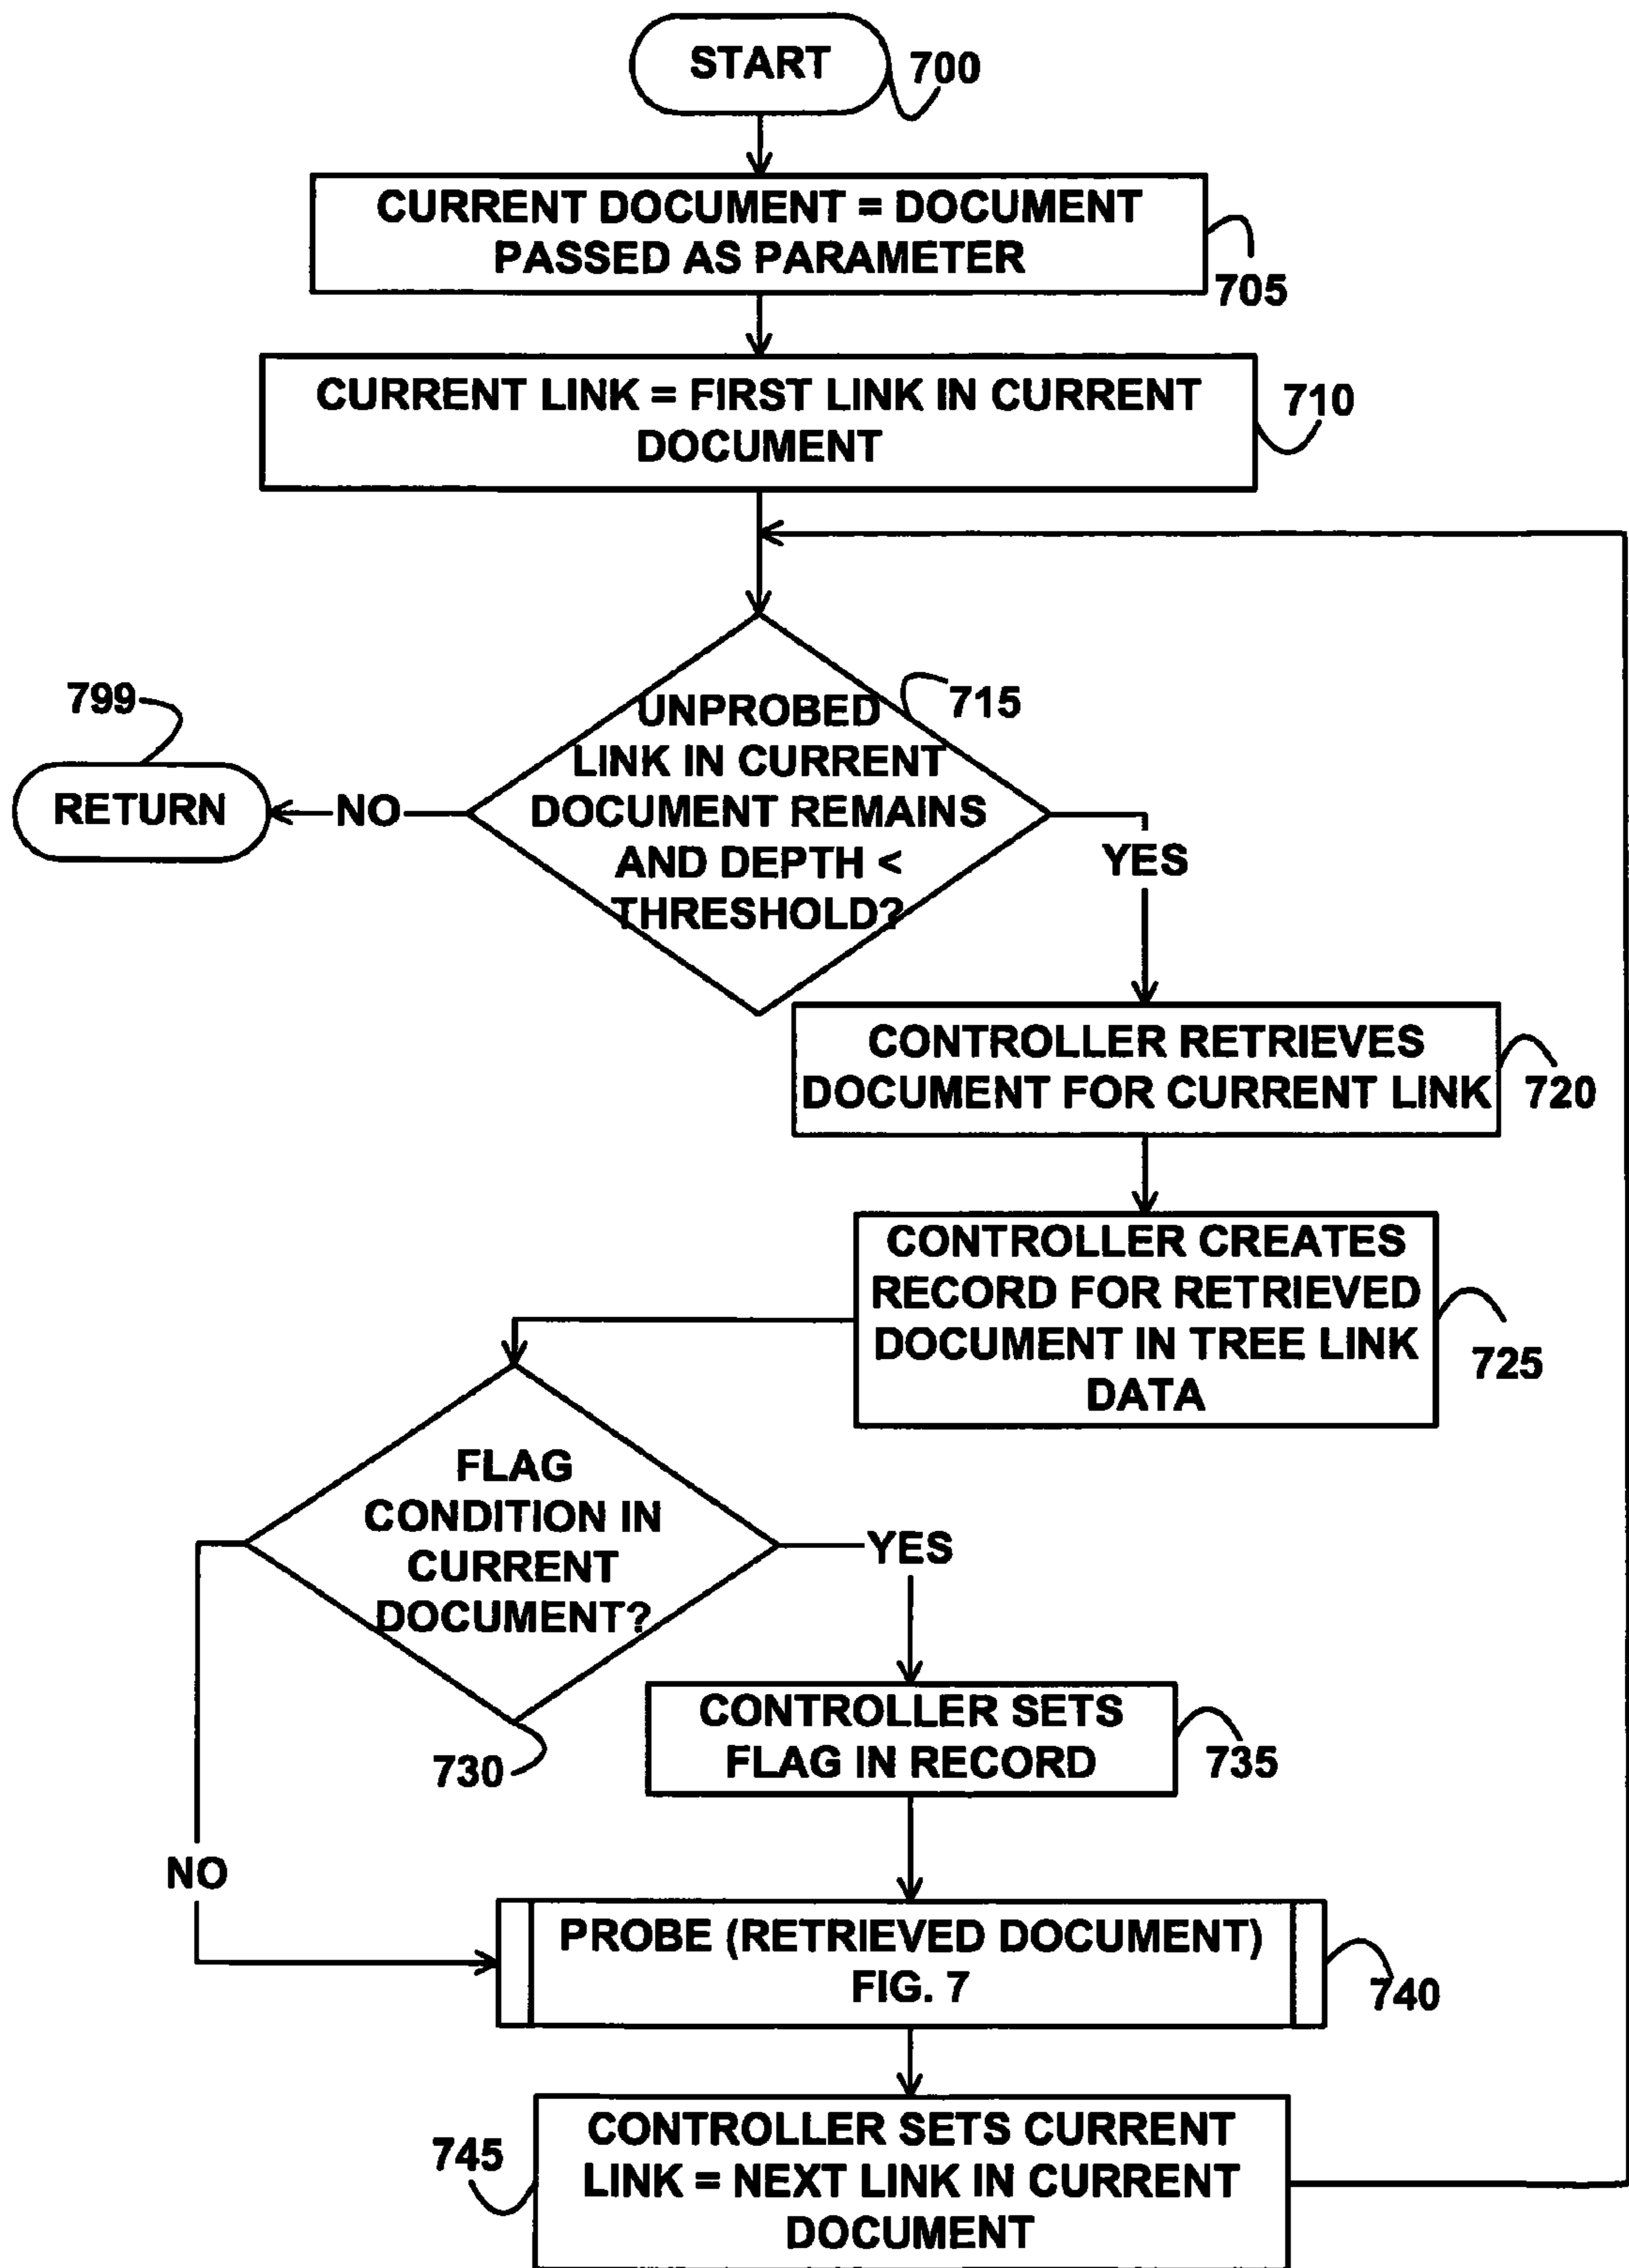 START
700
CURRENT DOCUMENT = DOCUMENT
PASSED AS PARAMETER
705
CURRENT LINK = FIRST LINK IN CURRENT
DOCUMENT
710
799
UNPROBED
LINK IN CURRENT
DOCUMENT REMAINS
AND DEPTH <
THRESHOLD?
715
RETURN
NO
YES
CONTROLLER RETRIEVES
DOCUMENT FOR CURRENT LINK
720
CONTROLLER CREATES
RECORD FOR RETRIEVED
DOCUMENT IN TREE LINK
DATA
725
FLAG
CONDITION IN
CURRENT
DOCUMENT?
YES
730
CONTROLLER SETS
FLAG IN RECORD
735
NO
PROBE (RETRIEVED DOCUMENT)
FIG. 7
740
745
CONTROLLER SETS CURRENT
LINK = NEXT LINK IN CURRENT
DOCUMENT